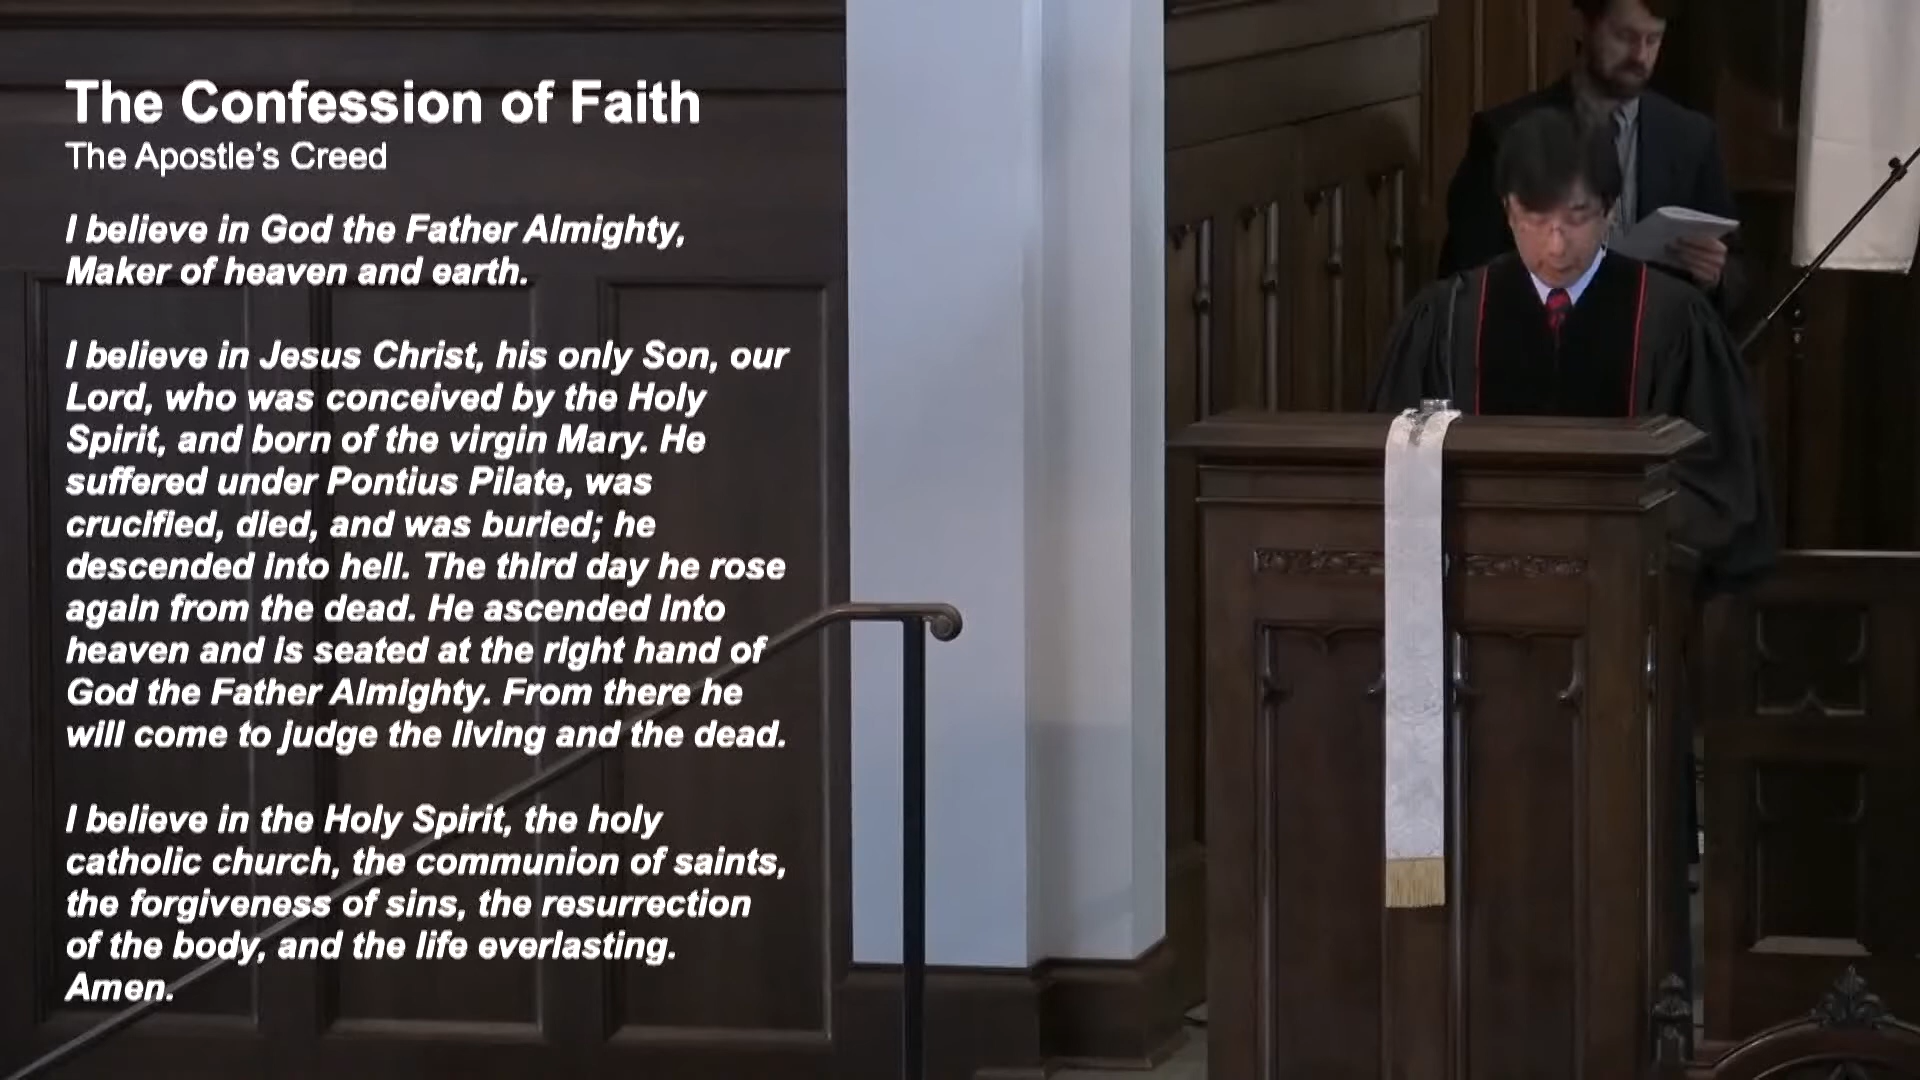 The Confession of Faith
The Apostle’s Creed
I believe in God the Father Almighty,
Maker of heaven and earth.
I believe in Jesus Christ, his only Son, our
Lord, who was conceived by the Holy
Spirit, and born of the virgin Mary. He
suffered under Pontius Pilate, was
crucified, died, and was buried; he
descended into hell. The third day he rose
again from the dead. He ascended into
heaven and is seated at the right hand of
God the Father Almighty. From there he
will come to judge the living and the dead.
I believe in the Holy Spirit, the holy
catholic church, the communion of saints,
the forgiveness of sins, the resurrection
of the body, and the life everlasting.
Amen.